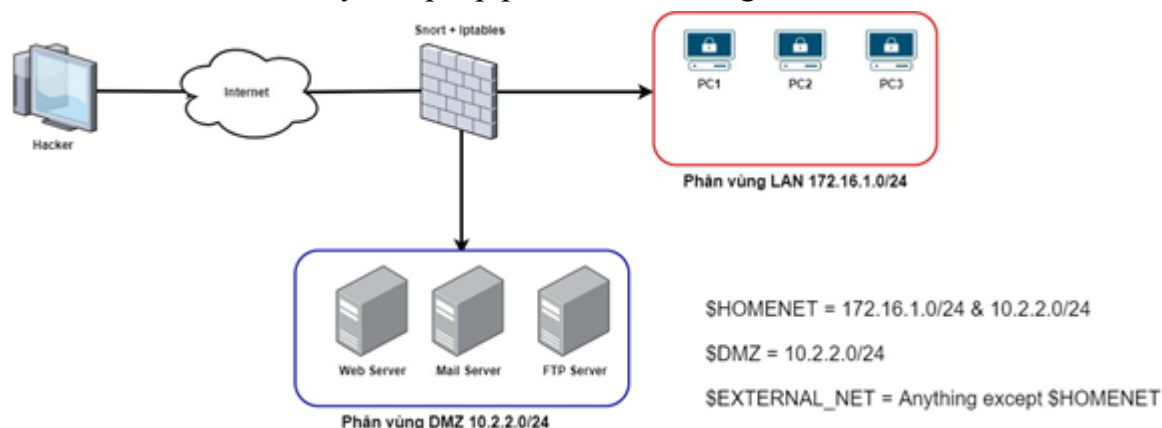 Snort + Iptables
PC1
PC2
PC3
Internet
Hacker
Phân vùng LAN 172.16.1.0/24
Web Server
Mail Server
FTP Server
Phân vùng DMZ 10.2.2.0/24
$HOMENET = 172.16.1.0/24 & 10.2.2.0/24
$DMZ = 10.2.2.0/24
$EXTERNAL_NET = Anything except $HOMENET